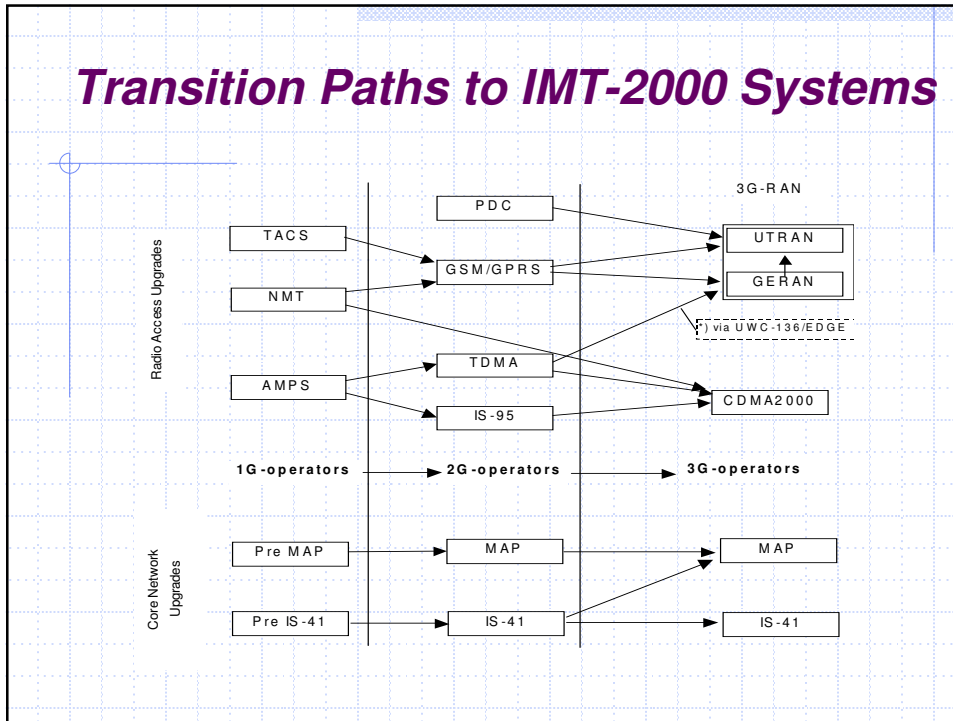 Transition Paths to IMT-2000 Systems
3G-RAN
PDC
TACS
UTRAN
GSM/GPRS
GERAN
NMT
*) via UWC-136/EDGE
Radio Access Upgrades
TDMA
AMPS
CDMA2000
IS-95
1G-operators
2G-operators
3G-operators
Core Network
Upgrades
Pre MAP
MAP
MAP
Pre IS-41
IS-41
IS-41